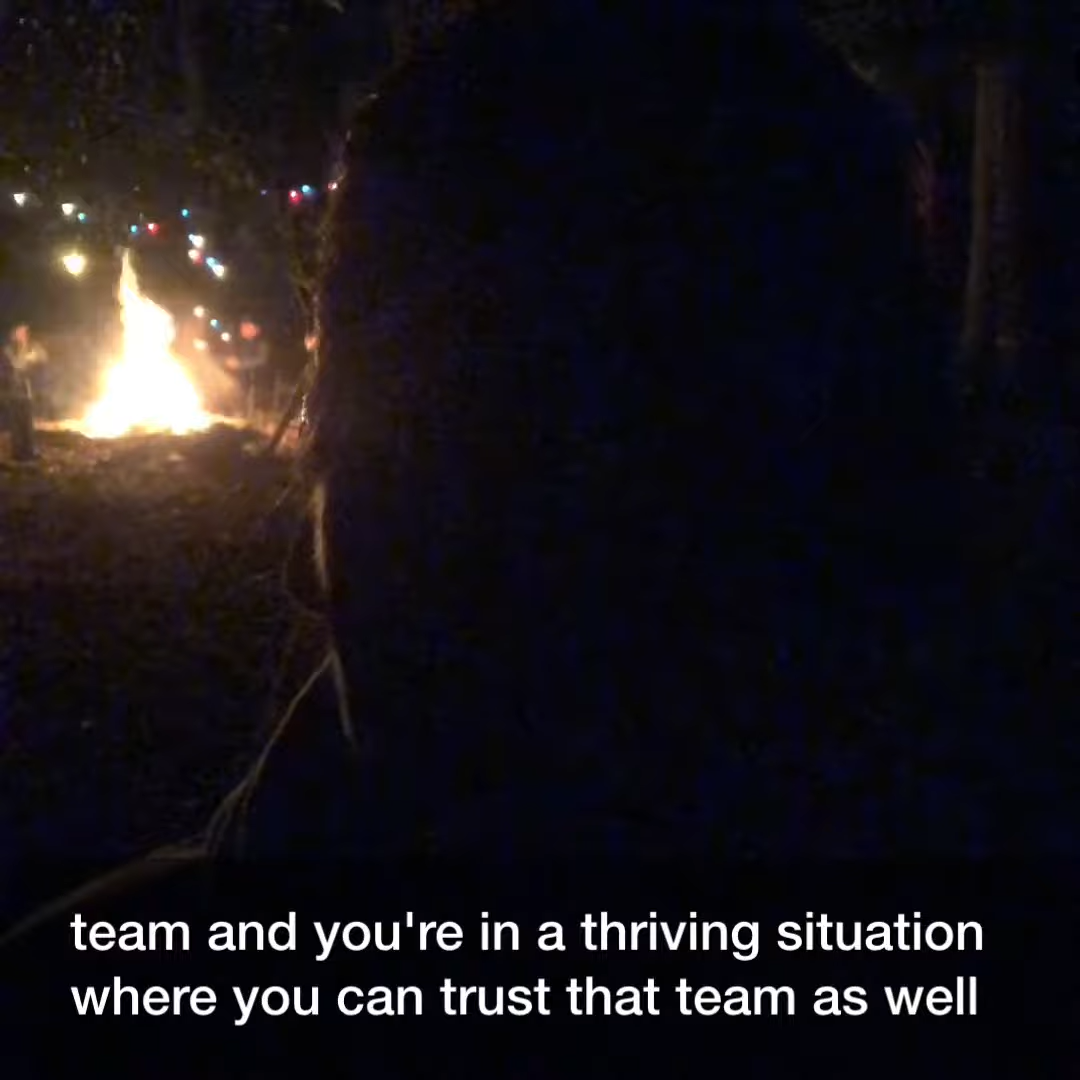 team and you're in a thriving situation
where you can trust that team as well